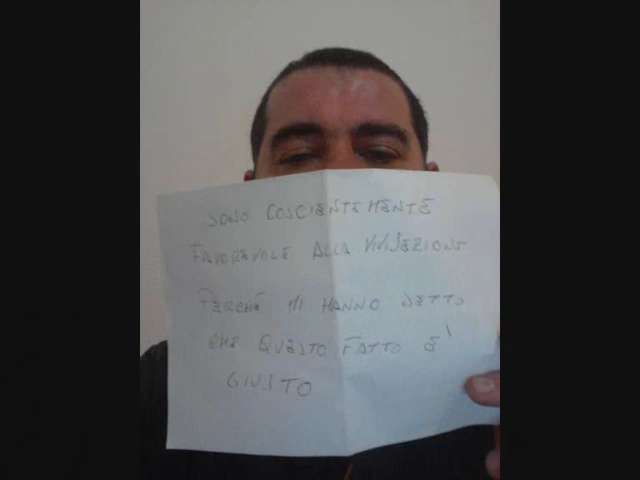 SONO COSCIENTEMENTE
FAVOREVOLE ALLA VIVISEZIONE
PERCHÉ MI HANNO DETTO
CHE QUESTO FATTO È
GIUSTO